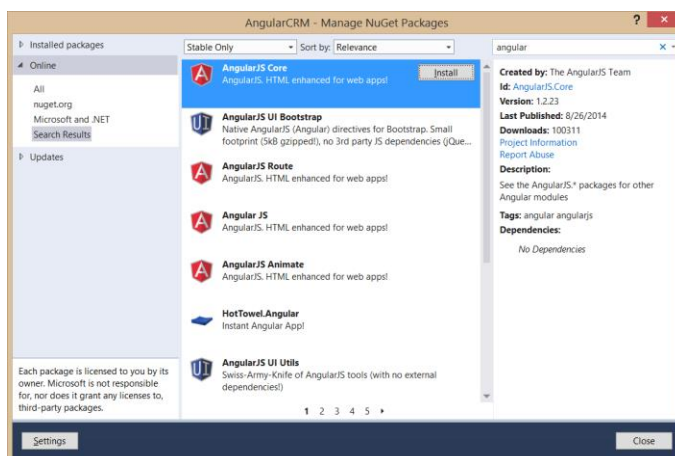 AngularCRM - Manage NuGet Packages
?
Installed packages
Online
All
nuget.org
Microsoft and .NET
Search Results
Updates
Each package is licensed to you by its
owner. Microsoft is not responsible
for, nor does it grant any licenses to,
third-party packages.
Stable Only
Sort by: Relevance
AngularJS Core
AngularJS. HTML enhanced for web apps!
Install
AngularJS UI Bootstrap
Native AngularJS (Angular) directives for Bootstrap. Small
footprint (5kB gzipped!), no 3rd party JS dependencies (jQue...
AngularJS Route
AngularJS. HTML enhanced for web apps!
Angular JS
AngularJS. HTML enhanced for web apps!
AngularJS Animate
AngularJS. HTML enhanced for web apps!
HotTowel.Angular
Instant Angular App!
AngularJS UI Utils
Swiss-Army-Knife of AngularJS tools (with no external
dependencies!)
1 2 3 4 5
angular
Created by: The AngularJS Team
Id: AngularJS.Core
Version: 1.2.23
Last Published: 8/26/2014
Downloads: 100311
Project Information
Report Abuse
Description:
See the AngularJS.* packages for other
Angular modules
Tags: angular angularjs
Dependencies:
No Dependencies
Settings
Close